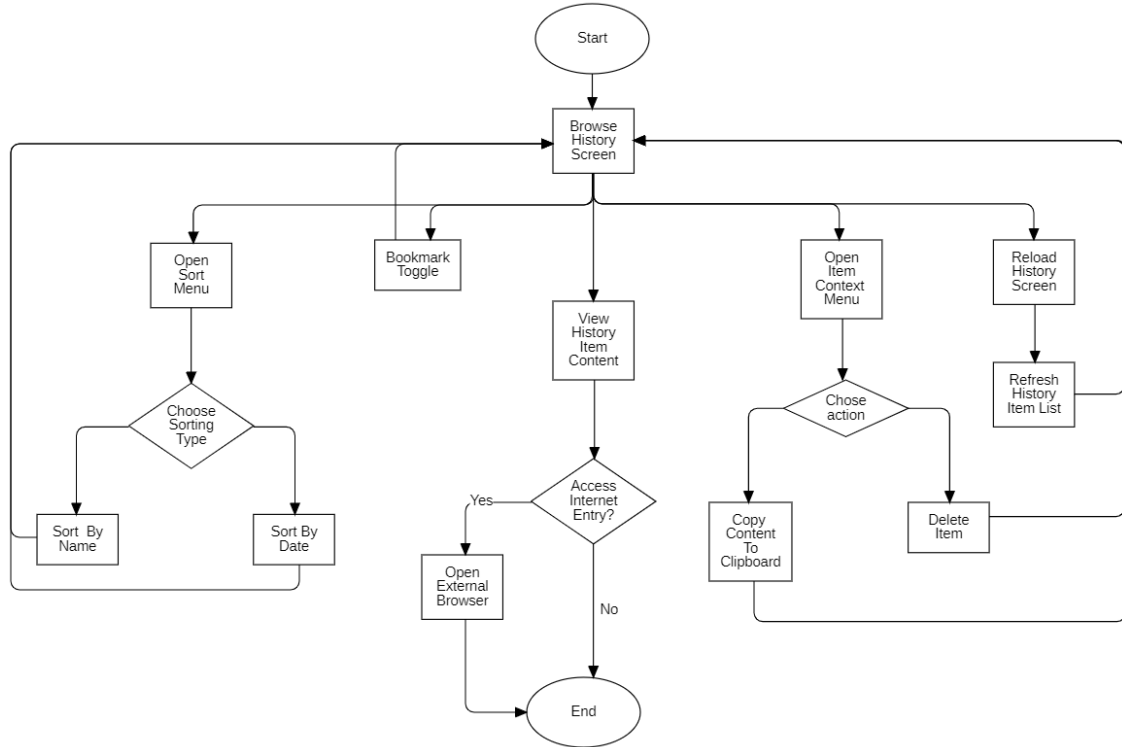 Start
Browse
History
Screen
Open
Sort
Menu
Bookmark
Toggle
View
History
Item
Content
Open
Item
Context
Menu
Reload
History
Screen
Refresh
History
Item List
Choose
Sorting
Type
Chose
action
Access
Internet
Entry?
Yes
Sort  By
Name
Sort By
Date
Open
External
Browser
Copy
Content
To
Clipboard
Delete
Item
No
End